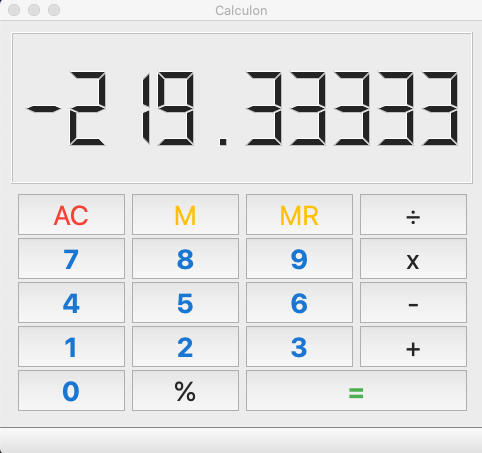 Calculon
-219.33333
AC M MR ÷
7 8 9 x
4 5 6 -
1 2 3 +
0 % =